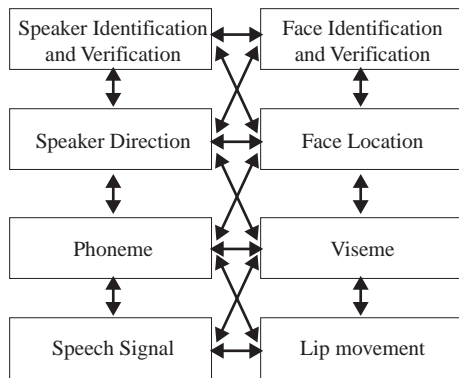 Speaker Identification
and Verification
Face Identification
and Verification
Speaker Direction
Face Location
Phoneme
Viseme
Speech Signal
Lip movement